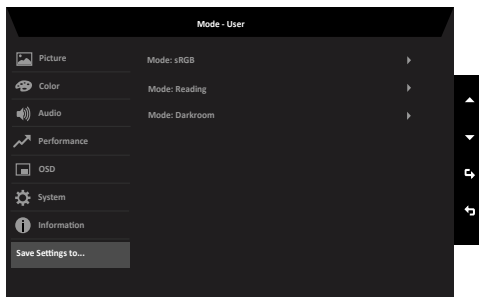 Mode - User
Picture
Mode: sRGB
Color
Mode: Reading
Audio
Mode: Darkroom
Performance
OSD
System
Information
Save Settings to...